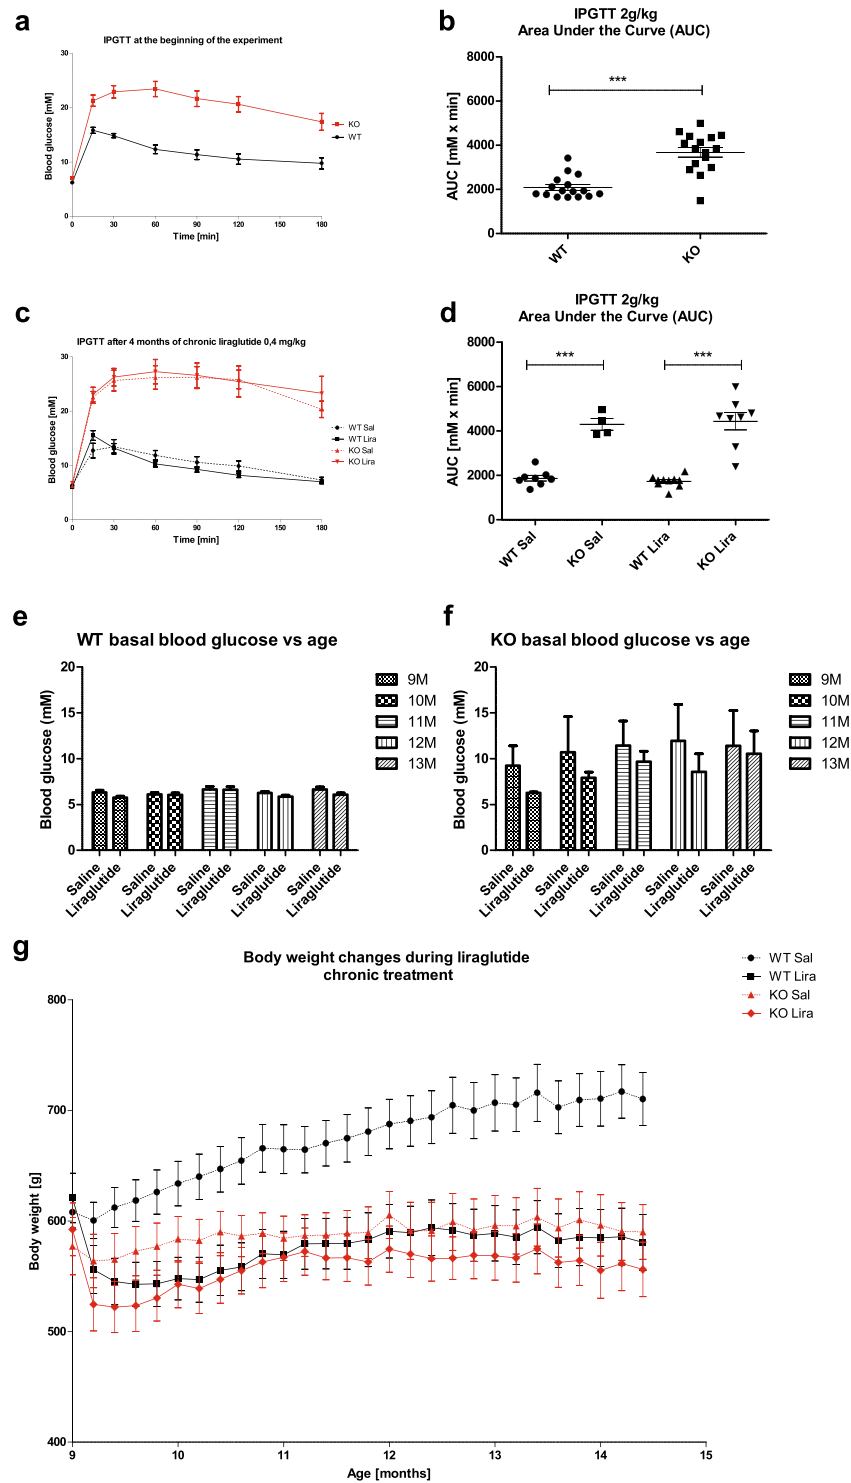 a
IPGTT at the beginning of the experiment
Blood glucose [mM]
30
20
10
0
0
30
60
90
120
180
Time [min]
KO
WT
b
IPGTT 2g/kg
Area Under the Curve (AUC)
AUC [mM x min]
8000
6000
4000
2000
0
***
WT
KO
c
IPGTT after 4 months of chronic liraglutide 0,4 mg/kg
Blood glucose [mM]
30
20
10
0
0
30
60
90
120
180
Time [min]
WT Sal
WT Lira
KO Sal
KO Lira
d
IPGTT 2g/kg
Area Under the Curve (AUC)
AUC [mM x min]
8000
6000
4000
2000
0
***
***
WT Sal
KO Sal
WT Lira
KO Lira
e
WT basal blood glucose vs age
Blood glucose (mM)
20
15
10
5
0
Saline
Liraglutide
Saline
Liraglutide
Saline
Liraglutide
Saline
Liraglutide
Saline
Liraglutide
9M
10M
11M
12M
13M
f
KO basal blood glucose vs age
Blood glucose (mM)
20
15
10
5
0
Saline
Liraglutide
Saline
Liraglutide
Saline
Liraglutide
Saline
Liraglutide
Saline
Liraglutide
9M
10M
11M
12M
13M
g
Body weight changes during liraglutide
chronic treatment
WT Sal
WT Lira
KO Sal
KO Lira
Body weight [g]
800
700
600
500
400
9
10
11
12
13
14
15
Age [months]